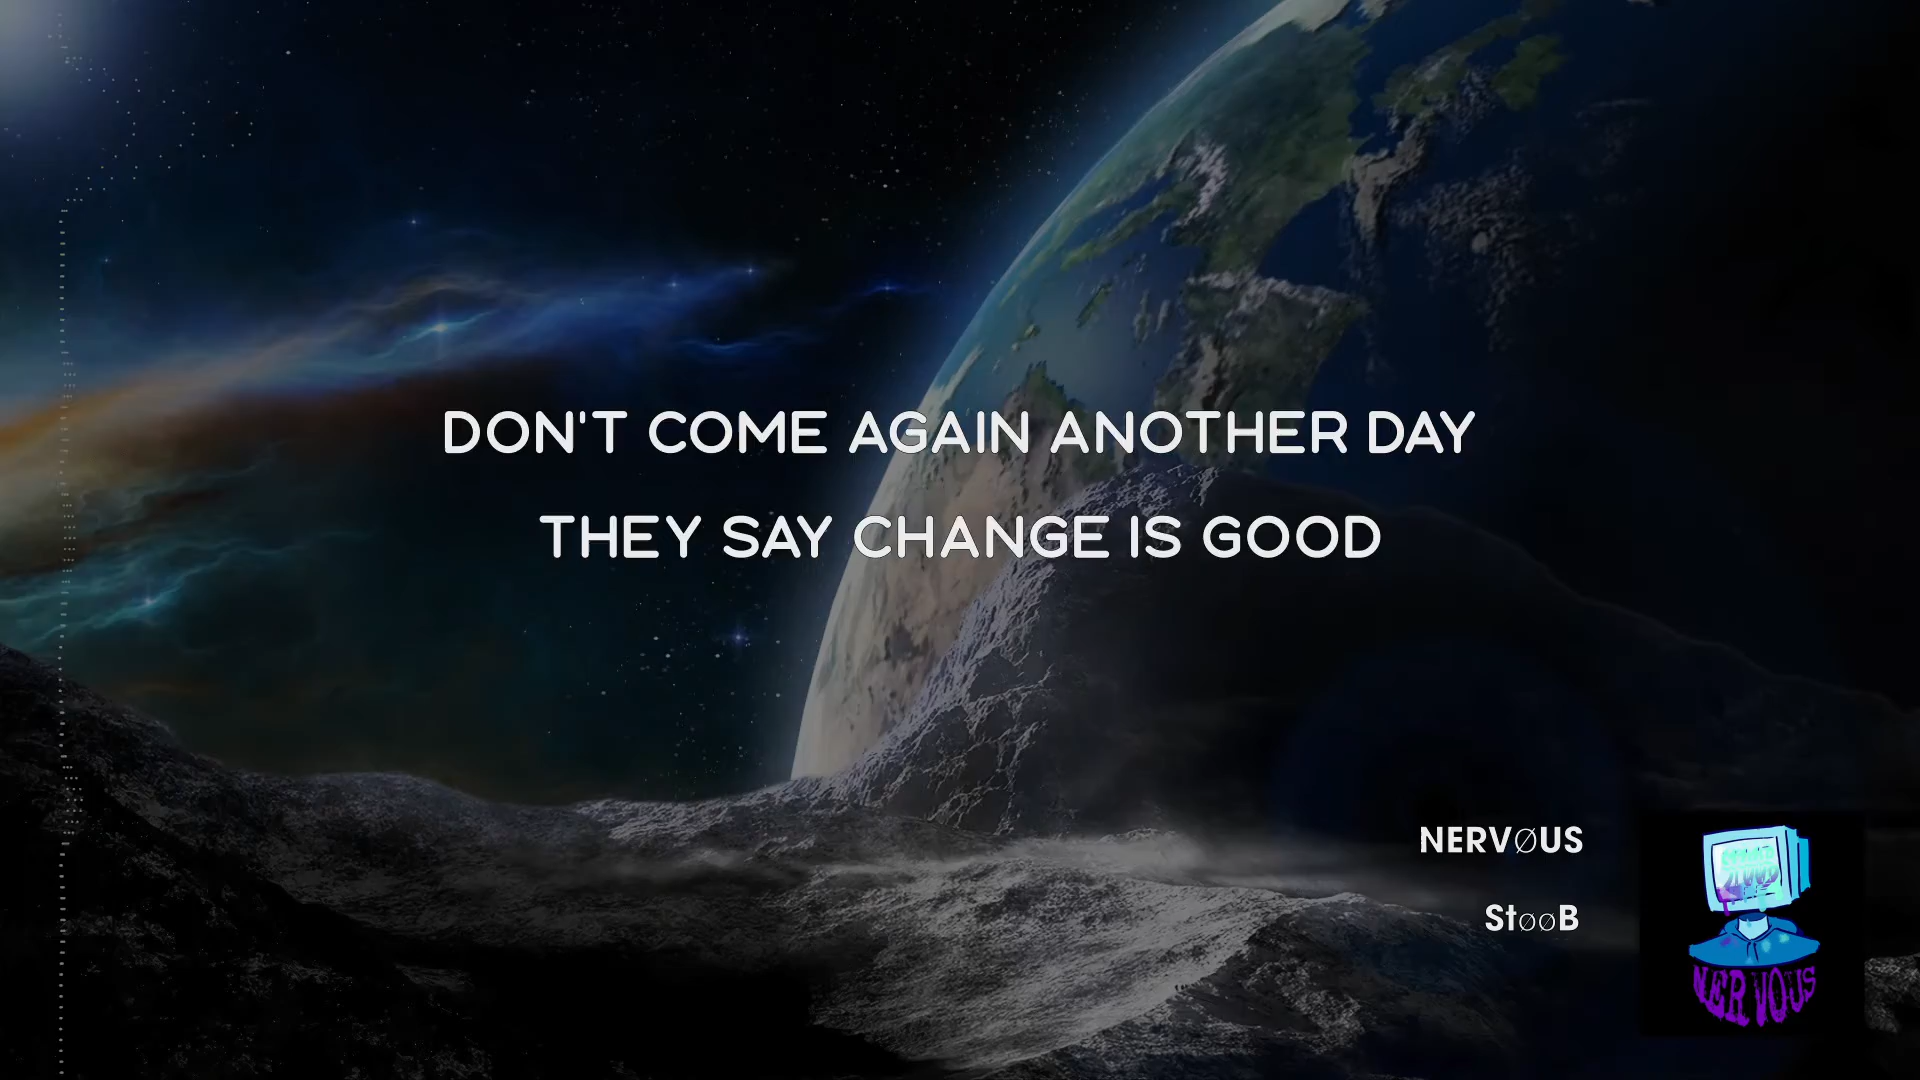 DON'T COME AGAIN ANOTHER DAY
THEY SAY CHANGE IS GOOD
NERVØUS
StøøB
NERVOUS